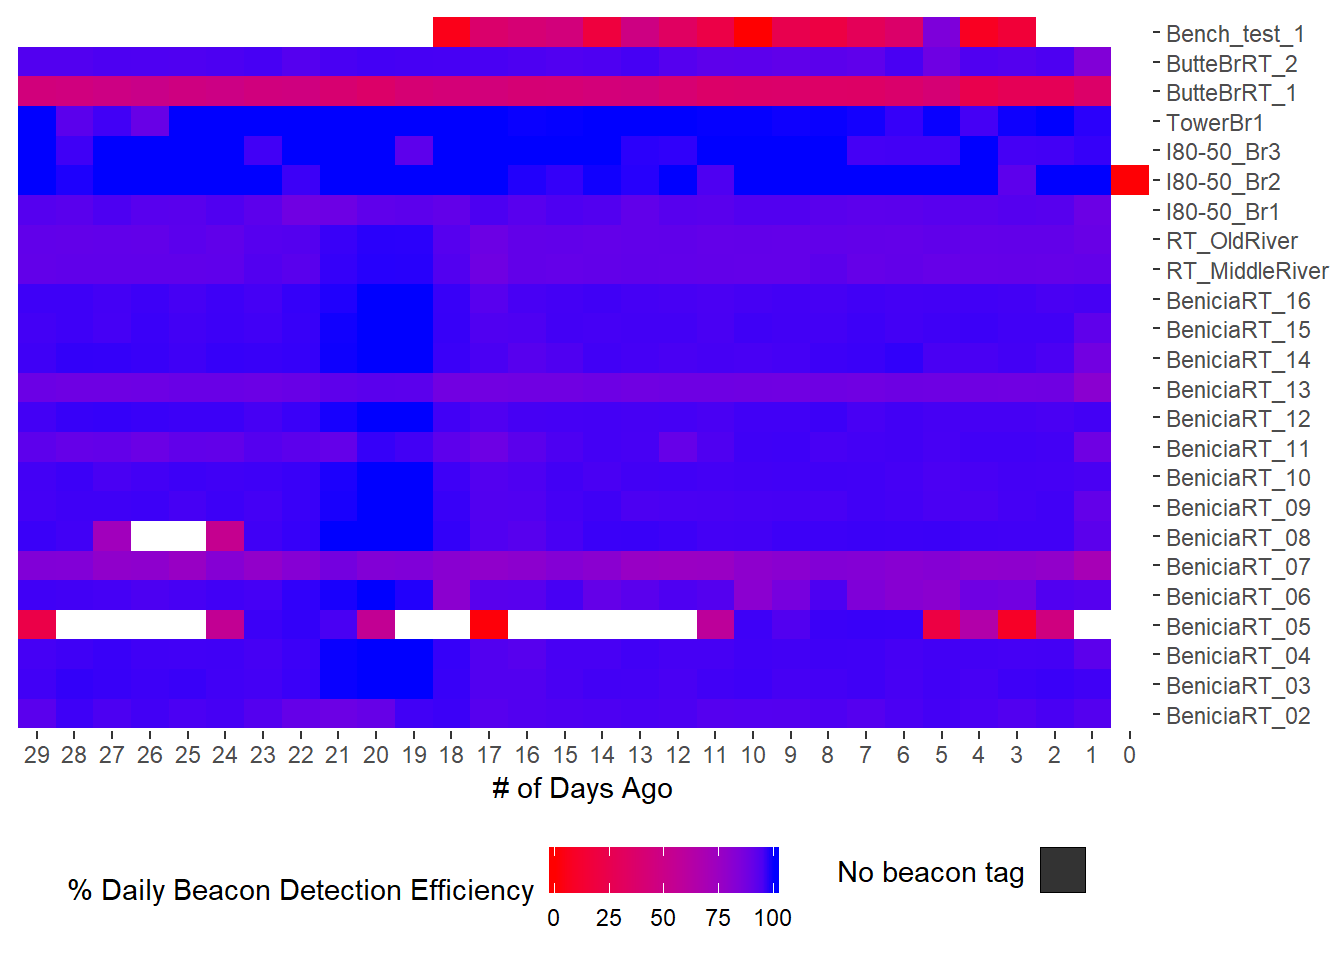 Bench_test_1
ButteBrRT_2
ButteBrRT_1
TowerBr1
I80-50_Br3
I80-50_Br2
I80-50_Br1
RT_OldRiver
RT_MiddleRiver
BeniciaRT_16
BeniciaRT_15
BeniciaRT_14
BeniciaRT_13
BeniciaRT_12
BeniciaRT_11
BeniciaRT_10
BeniciaRT_09
BeniciaRT_08
BeniciaRT_07
BeniciaRT_06
BeniciaRT_05
BeniciaRT_04
BeniciaRT_03
BeniciaRT_02
29 28 27 26 25 24 23 22 21 20 19 18 17 16 15 14 13 12 11 10 9 8 7 6 5 4 3 2 1 0
# of Days Ago
% Daily Beacon Detection Efficiency
0 25 50 75 100
No beacon tag